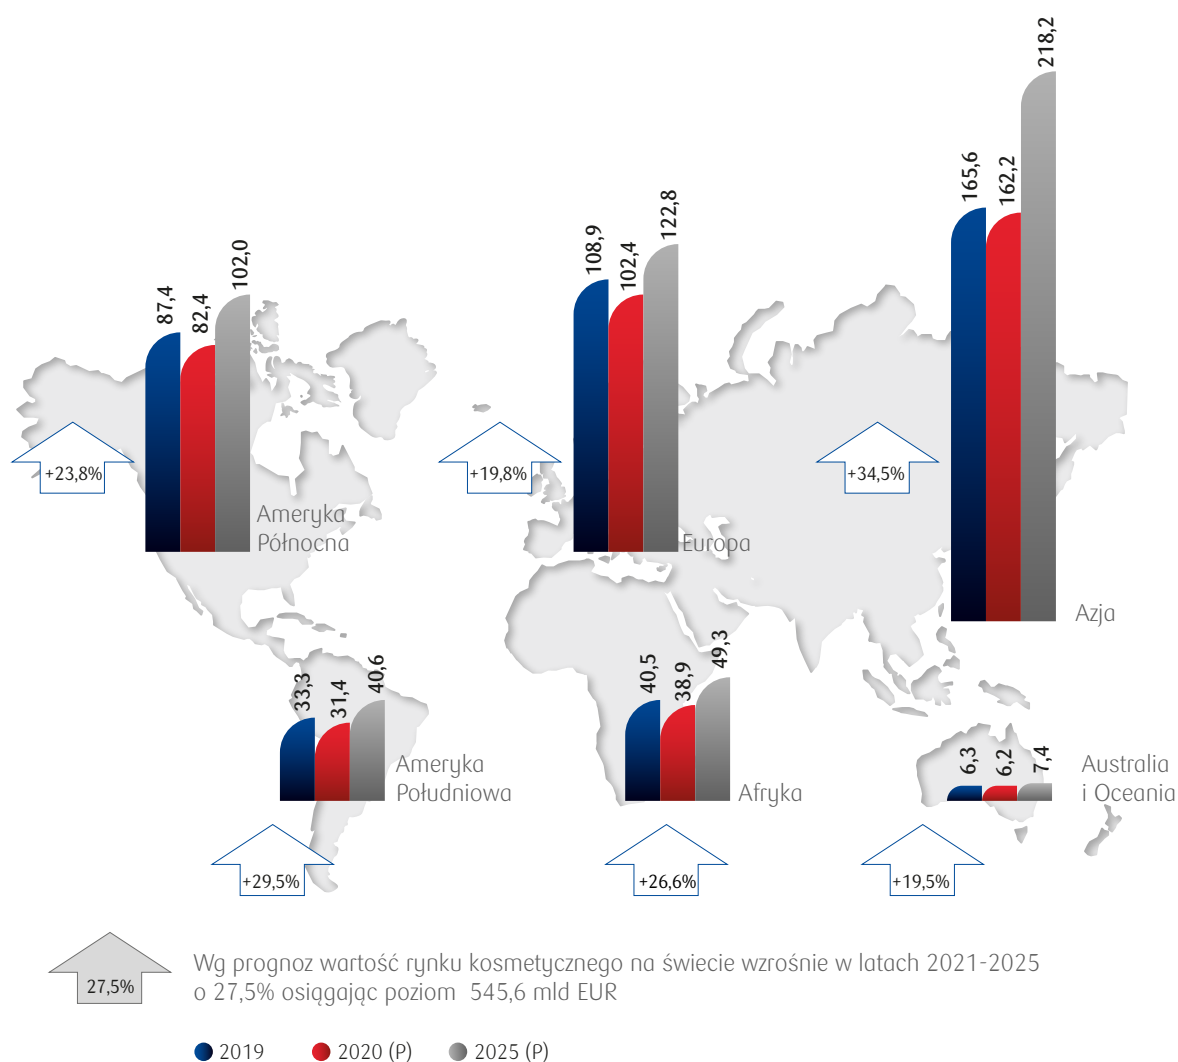 218,2
165,6
162,2
122,8
108,9
102,4
102,0
87,4
82,4
+23,8%
+19,8%
+34,5%
Ameryka
Północna
Europa
Azja
33,3
31,4
40,6
40,5
38,9
49,3
6,3
6,2
7,4
Ameryka
Południowa
Afryka
Australia
i Oceania
+29,5%
+26,6%
+19,5%
27,5%
Wg prognoz wartość rynku kosmetycznego na świecie wzrośnie w latach 2021-2025
o 27,5% osiągając poziom 545,6 mld EUR
2019
2020 (P)
2025 (P)